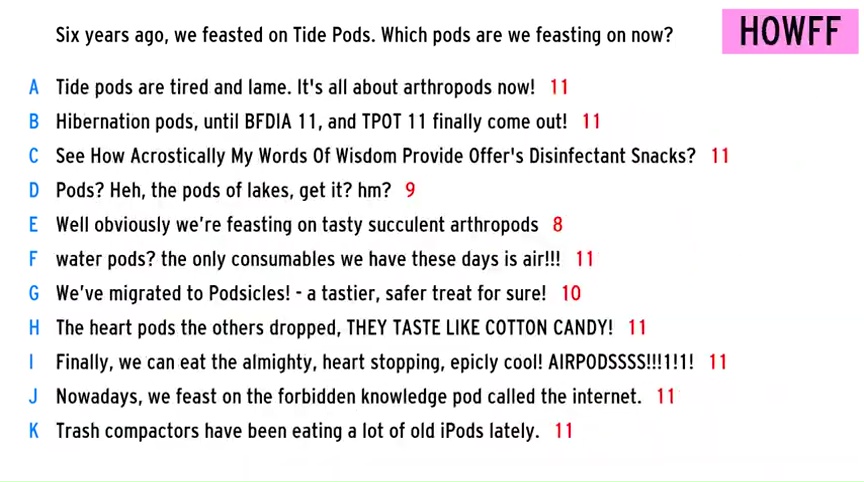 Six years ago, we feasted on Tide Pods. Which pods are we feasting on now?
HOWFF
A Tide pods are tired and lame. It's all about arthropods now! 11
B Hibernation pods, until BFDIA 11, and TPOT 11 finally come out! 11
C See How Acrostically My Words Of Wisdom Provide Offer's Disinfectant Snacks? 11
D Pods? Heh, the pods of lakes, get it? hm? 9
E Well obviously we're feasting on tasty succulent arthropods 8
F water pods? the only consumables we have these days is air!!! 11
G We've migrated to Podsicles! - a tastier, safer treat for sure! 10
H The heart pods the others dropped, THEY TASTE LIKE COTTON CANDY! 11
I Finally, we can eat the almighty, heart stopping, epicly cool! AIRPODSSSS!!!1!1! 11
J Nowadays, we feast on the forbidden knowledge pod called the internet. 11
K Trash compactors have been eating a lot of old iPods lately. 11